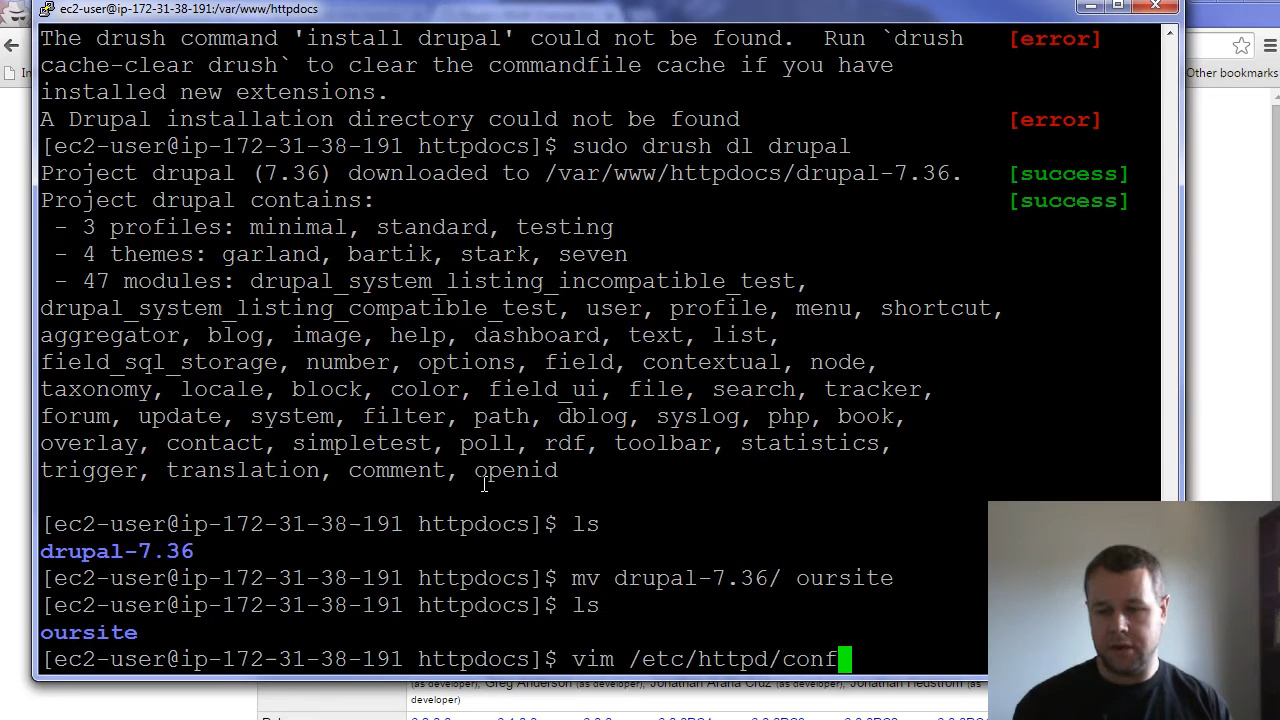 ec2-user@ip-172-31-38-191:/var/www/httpdocs
The drush command 'install drupal' could not be found.  Run `drush [error]
cache-clear drush` to clear the commandfile cache if you have
installed new extensions.
A Drupal installation directory could not be found [error]
[ec2-user@ip-172-31-38-191 httpdocs]$ sudo drush dl drupal
Project drupal (7.36) downloaded to /var/www/httpdocs/drupal-7.36. [success]
Project drupal contains: [success]
- 3 profiles: minimal, standard, testing
- 4 themes: garland, bartik, stark, seven
- 47 modules: drupal_system_listing_incompatible_test,
drupal_system_listing_compatible_test, user, profile, menu, shortcut,
aggregator, blog, image, help, dashboard, text, list,
field_sql_storage, number, options, field, contextual, node,
taxonomy, locale, block, color, field_ui, file, search, tracker,
forum, update, system, filter, path, dblog, syslog, php, book,
overlay, contact, simpletest, poll, rdf, toolbar, statistics,
trigger, translation, comment, openid
[ec2-user@ip-172-31-38-191 httpdocs]$ ls
drupal-7.36
[ec2-user@ip-172-31-38-191 httpdocs]$ mv drupal-7.36/ oursite
[ec2-user@ip-172-31-38-191 httpdocs]$ ls
oursite
[ec2-user@ip-172-31-38-191 httpdocs]$ vim /etc/httpd/conf
Other bookmarks
developer)